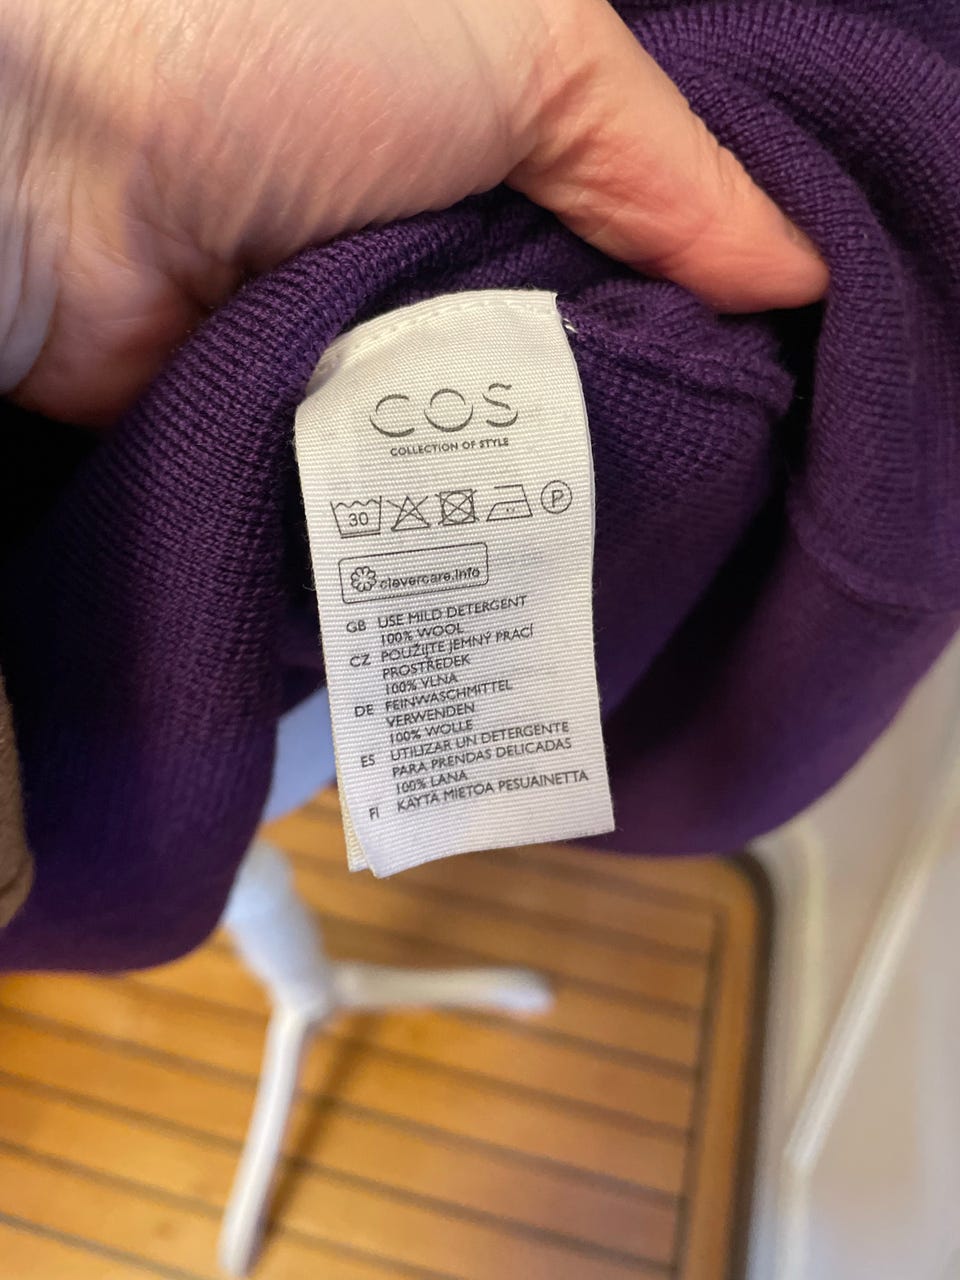 COS
COLLECTION OF STYLE
30 P
clevercare.info
GB USE MILD DETERGENT
100% WOOL
CZ POUŽIJTE JEMNÝ PRACÍ
PROSTŘEDEK
100% VLNA
DE FEINWASCHMITTEL
VERWENDEN
100% WOLLE
ES UTILIZAR UN DETERGENTE
PARA PRENDAS DELICADAS
100% LANA
FI KÄYTÄ MIETOA PESUAINETTA